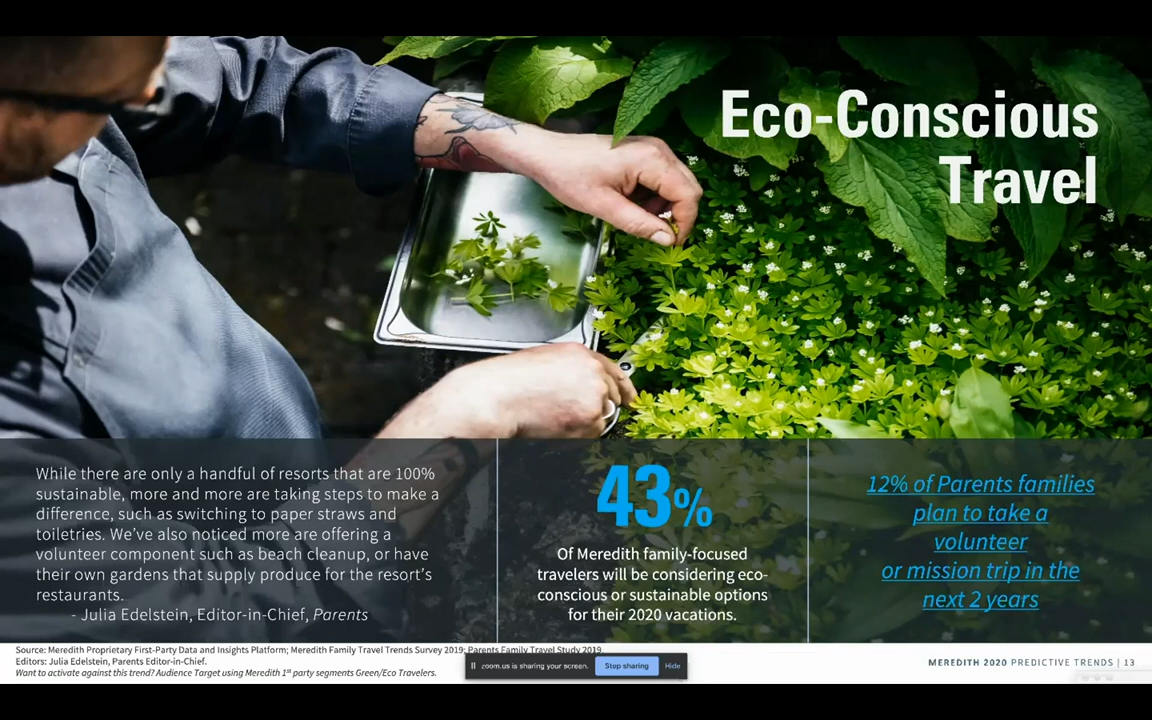 Eco-Conscious
Travel
While there are only a handful of resorts that are 100%
sustainable, more and more are taking steps to make a
difference, such as switching to paper straws and
toiletries. We've also noticed more are offering a
volunteer component such as beach cleanup, or have
their own gardens that supply produce for the resort's
restaurants.
- Julia Edelstein, Editor-in-Chief, Parents
43%
Of Meredith family-focused
travelers will be considering eco-
conscious or sustainable options
for their 2020 vacations.
12% of Parents families
plan to take a
volunteer
or mission trip in the
next 2 years
Source: Meredith Proprietary First-Party Data and Insights Platform; Meredith Family Travel Trends Survey 2019; Parents Family Travel Study 2019.
Editors: Julia Edelstein, Parents Editor-in-Chief.
Want to activate against this trend? Audience Target using Meredith 1st party segments Green/Eco Travelers.
zoom.us is sharing your screen. Stop sharing Hide
MEREDITH 2020 PREDICTIVE TRENDS | 13